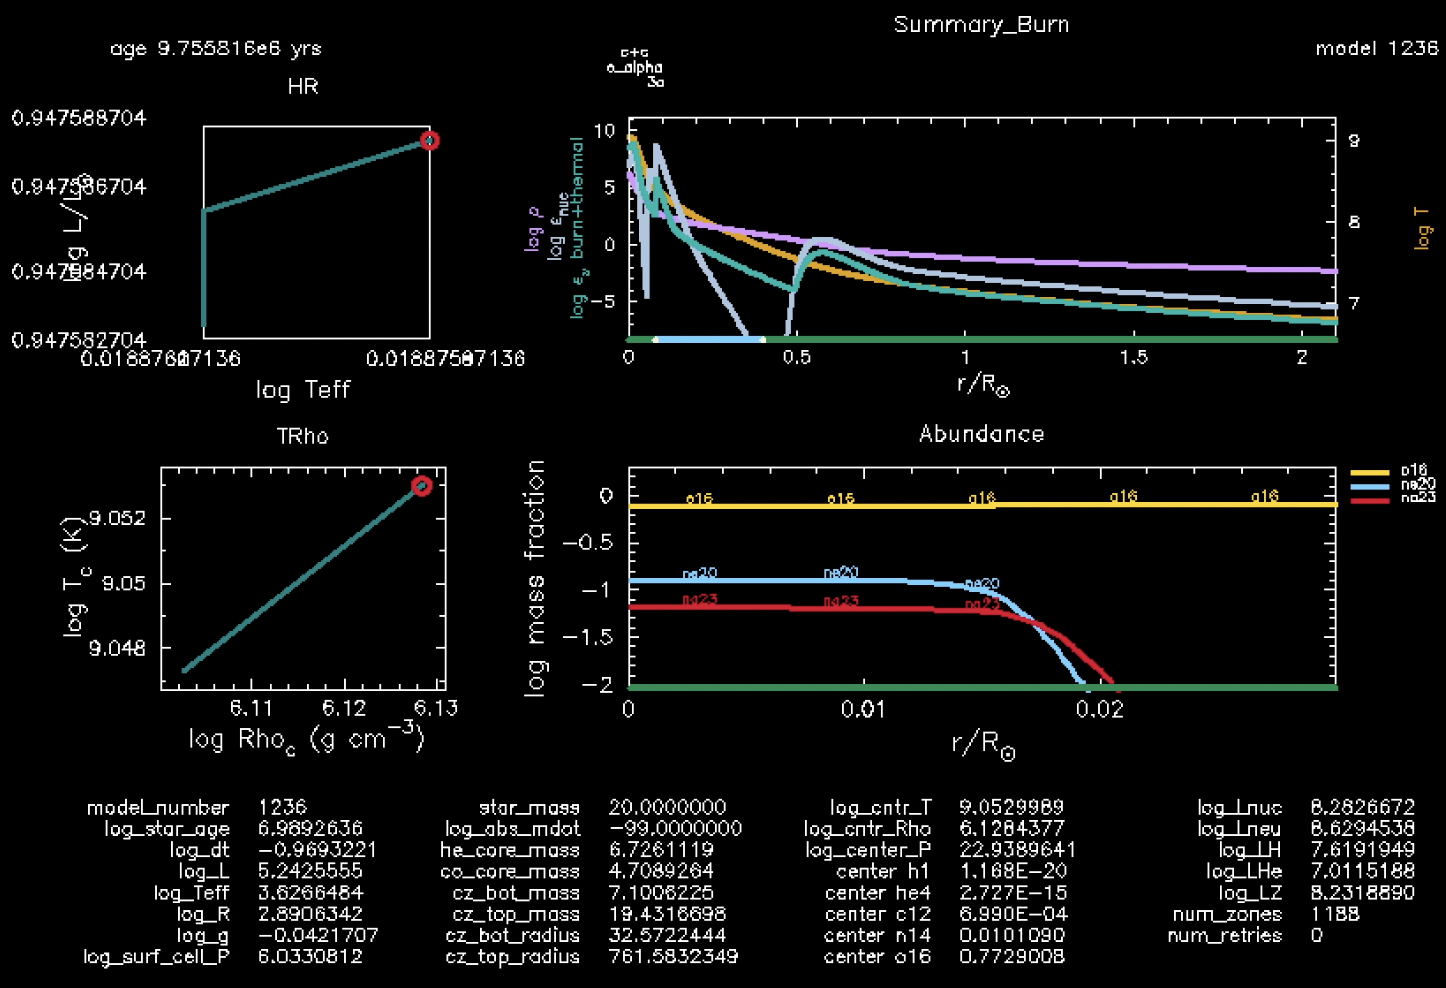 Summary_Burn
age 9.755816e6 yrs
model 1236
c+c
o_alpha
3a
HR
0.947588704
0.947586704
0.947584704
0.947582704
log L/L☉
0.018875877136
log Teff
10
5
0
−5
9
8
7
log ρ
log ε_nuc
log ε, burn+thermal
log T
0 0.5 1 1.5 2
r/R☉
TRho
9.052
9.05
9.048
log T_c (K)
6.11 6.12 6.13
log Rho_c (g cm⁻³)
Abundance
o16 o16 o16 o16 o16
ne20 ne20 ne20
na23 na23 na23
o16
ne20
na23
0
−0.5
−1
−1.5
−2
log mass fraction
0 0.01 0.02
r/R☉
model_number 1236 star_mass 20.0000000 log_cntr_T 9.0529989 log_Lnuc 8.2826672
log_star_age 6.9892636 log_abs_mdot −99.0000000 log_cntr_Rho 6.1284377 log_Lneu 8.6294538
log_dt −0.9693221 he_core_mass 6.7261119 log_center_P 22.9389641 log_LH 7.6191949
log_L 5.2425555 co_core_mass 4.7089264 center h1 1.168E−20 log_LHe 7.0115188
log_Teff 3.6266484 cz_bot_mass 7.1006225 center he4 2.727E−15 log_LZ 8.2318890
log_R 2.8906342 cz_top_mass 19.4316698 center c12 6.990E−04 num_zones 1188
log_g −0.0421707 cz_bot_radius 32.5722444 center n14 0.0101090 num_retries 0
log_surf_cell_P 6.0330812 cz_top_radius 761.5832349 center o16 0.7729008